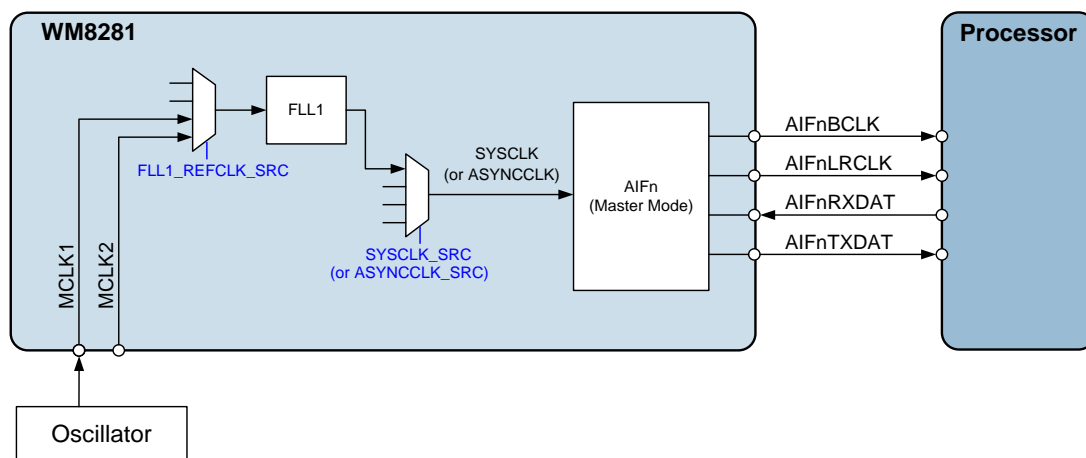 WM8281
Processor
FLL1
FLL1_REFCLK_SRC
SYSCLK
(or ASYNCCLK)
SYSCLK_SRC
(or ASYNCCLK_SRC)
AIFn
(Master Mode)
AIFnBCLK
AIFnLRCLK
AIFnRXDAT
AIFnTXDAT
MCLK1
MCLK2
Oscillator